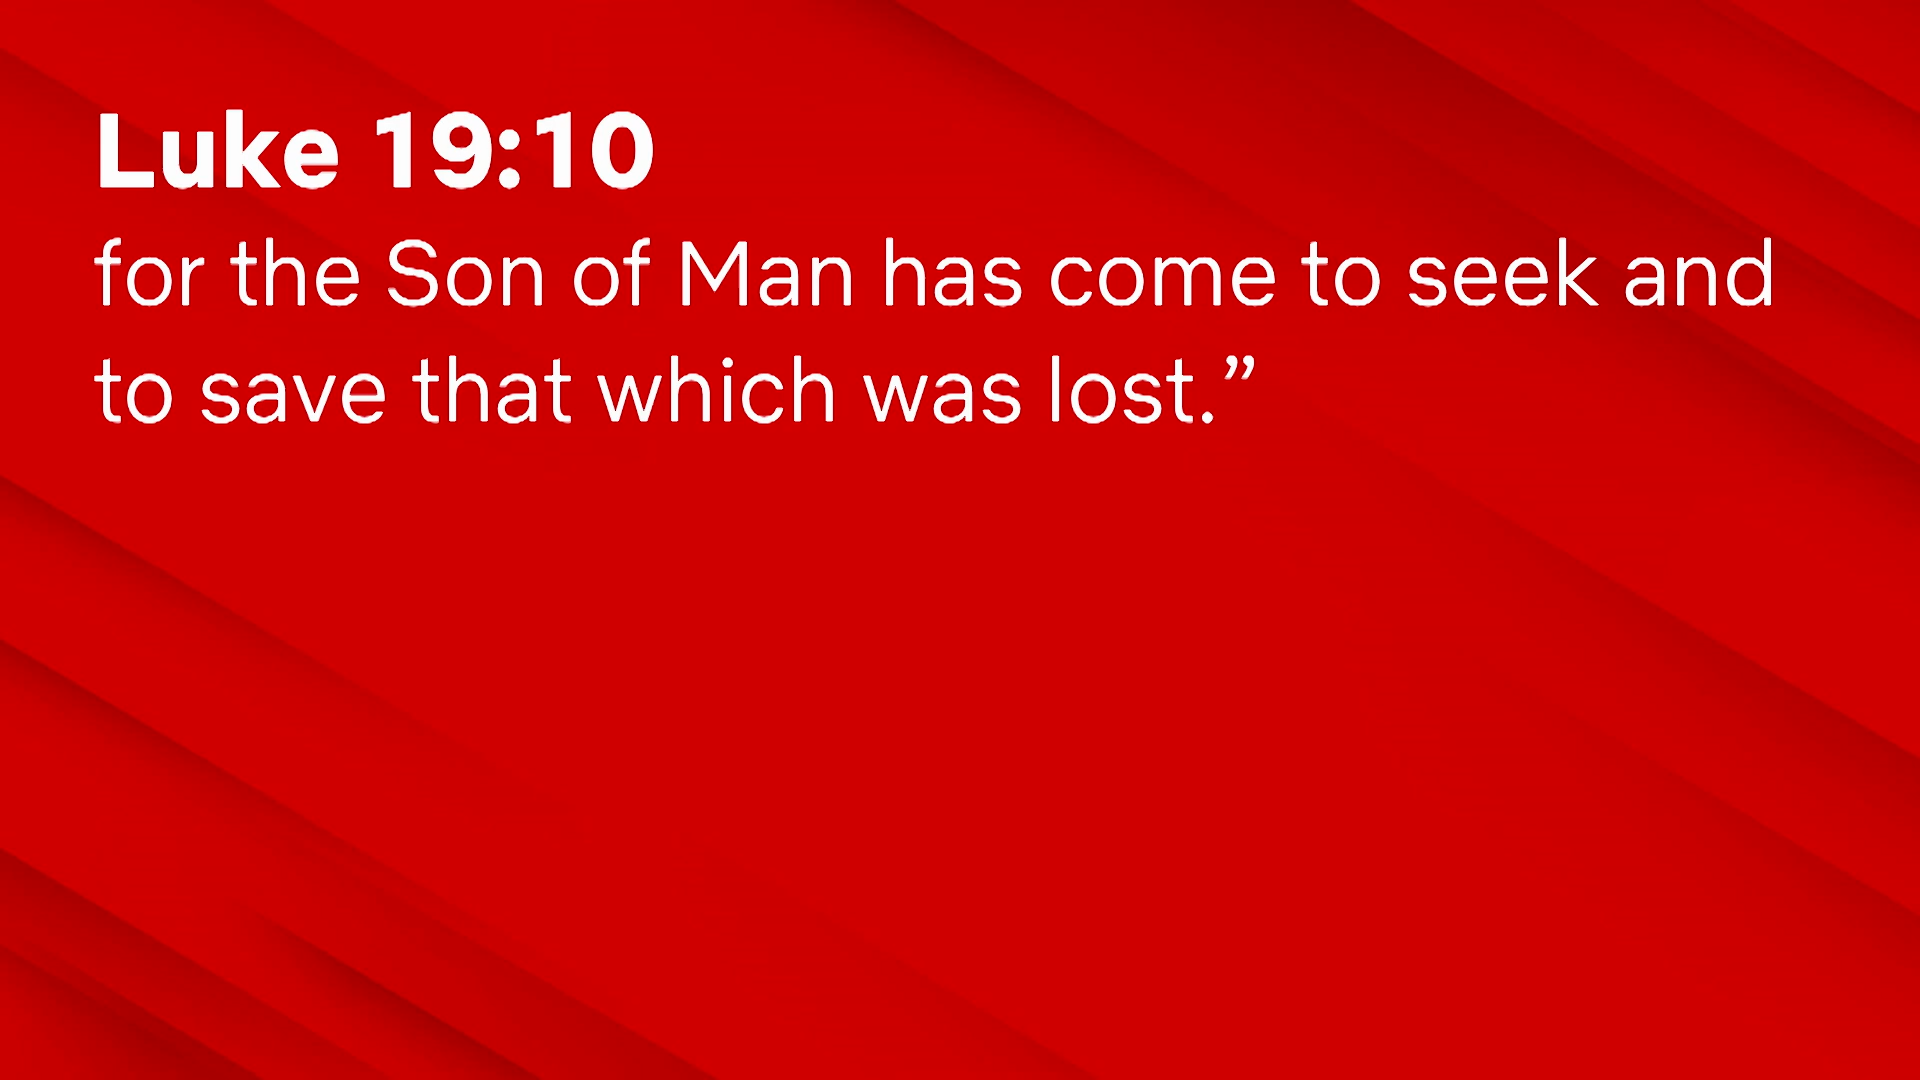 Luke 19:10
for the Son of Man has come to seek and
to save that which was lost.”